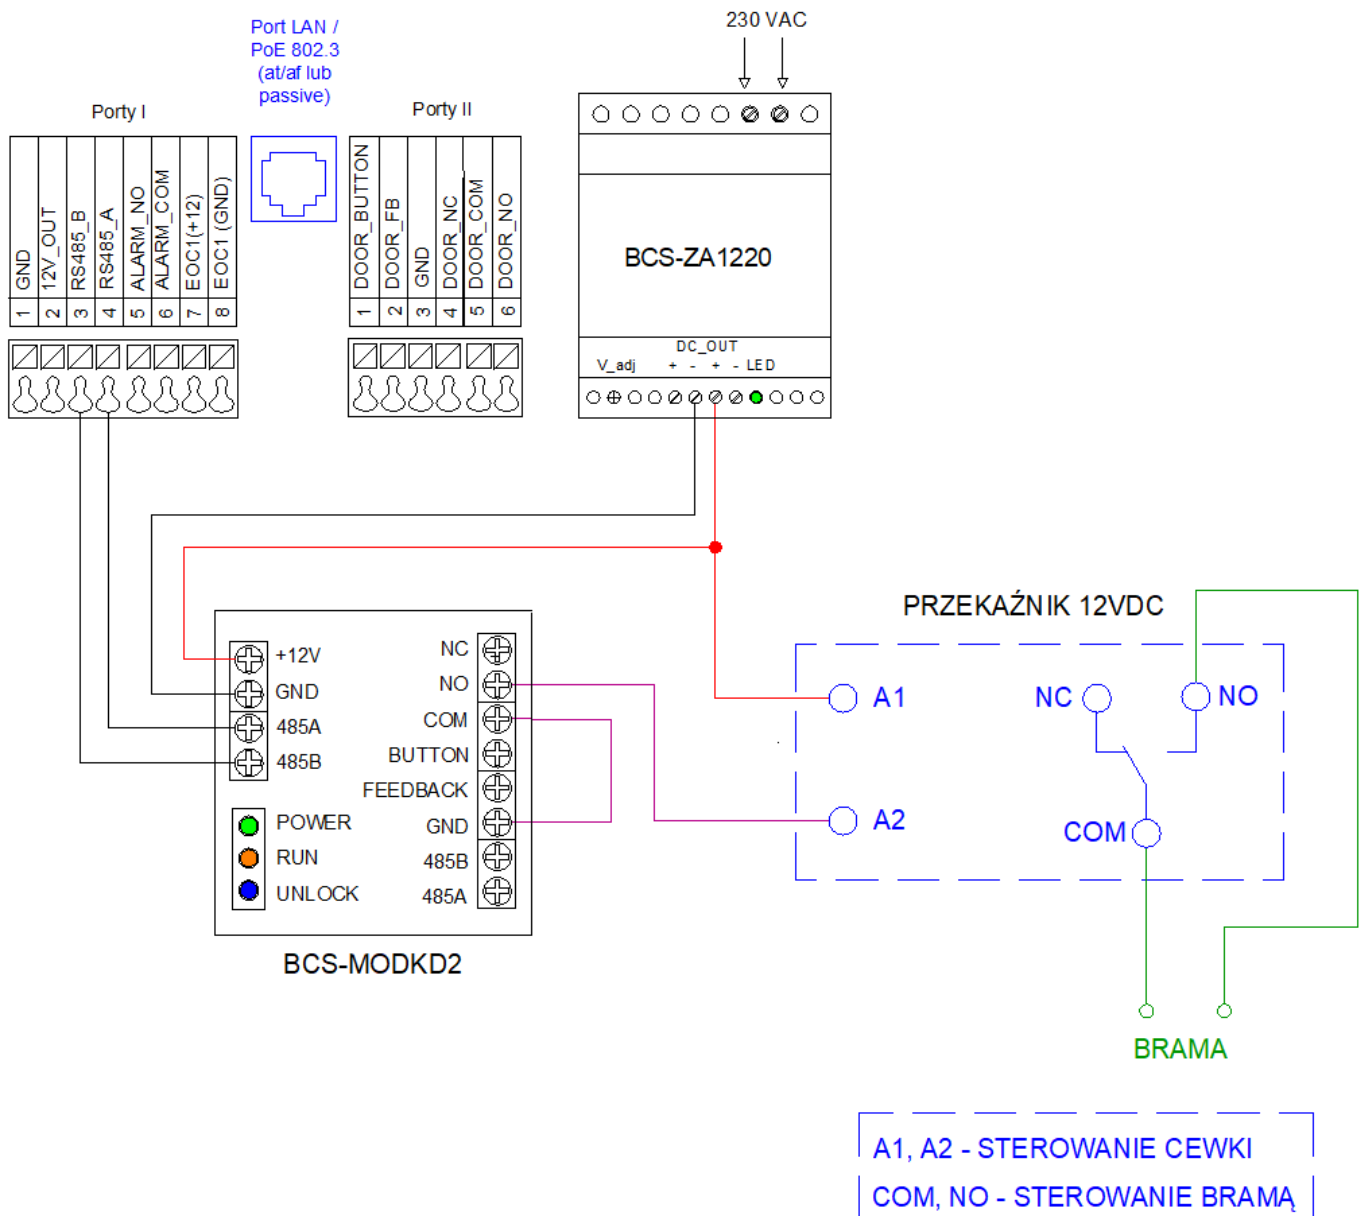 Port LAN /
PoE 802.3
(at/af lub
passive)
230 VAC
Porty I
Porty II
GND
12V_OUT
RS485_B
RS485_A
ALARM_NO
ALARM_COM
EOC1(+12)
EOC1 (GND)
1
2
3
4
5
6
7
8
DOOR_BUTTON
DOOR_FB
GND
DOOR_NC
DOOR_COM
DOOR_NO
1
2
3
4
5
6
BCS-ZA1220
DC_OUT
V_adj + - + - LED
PRZEKAŹNIK 12VDC
+12V
GND
485A
485B
POWER
RUN
UNLOCK
NC
NO
COM
BUTTON
FEEDBACK
GND
485B
485A
BCS-MODKD2
A1
A2
NC
NO
COM
BRAMA
A1, A2 - STEROWANIE CEWKI
COM, NO - STEROWANIE BRAMĄ